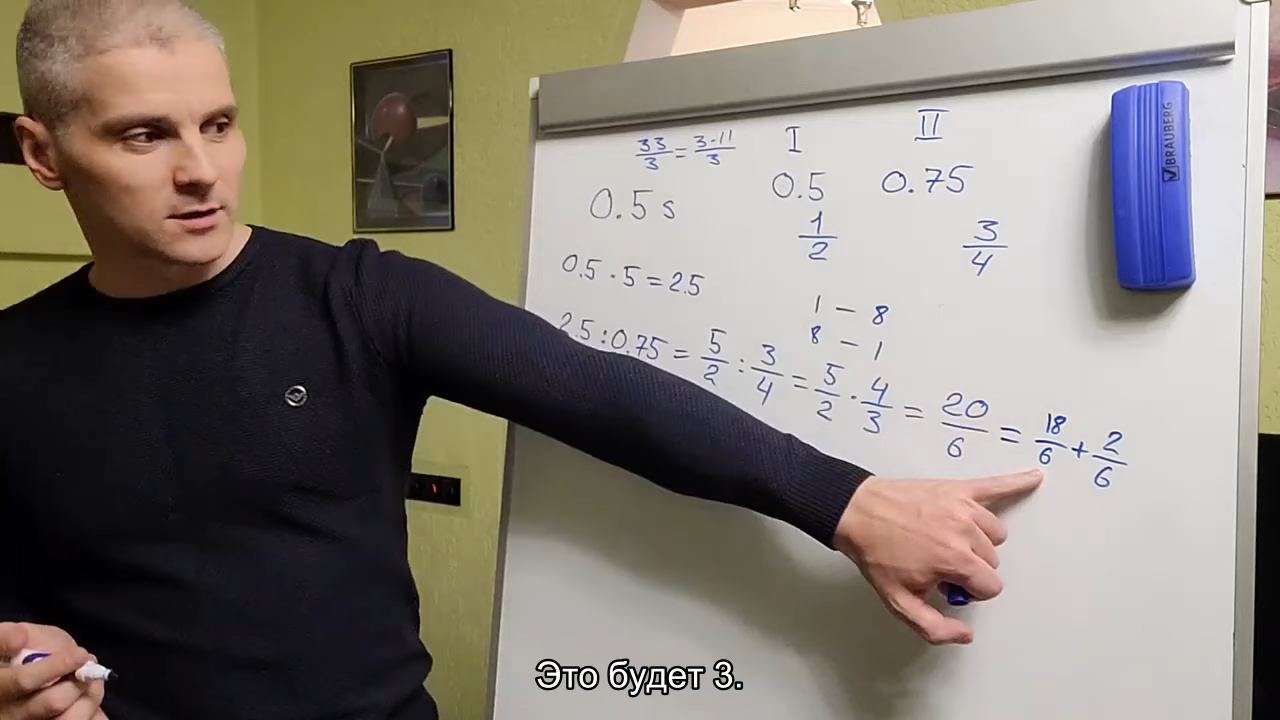 I II
33/3 = 3·11/3
0.5 s 0.5 0.75
1/2 3/4
0.5 · 5 = 2.5
1 – 8
8 – 1
2.5 : 0.75 = 5/2 : 3/4 = 5/2 · 4/3 = 20/6 = 18/6 + 2/6
BRAUBERG
Это будет 3.